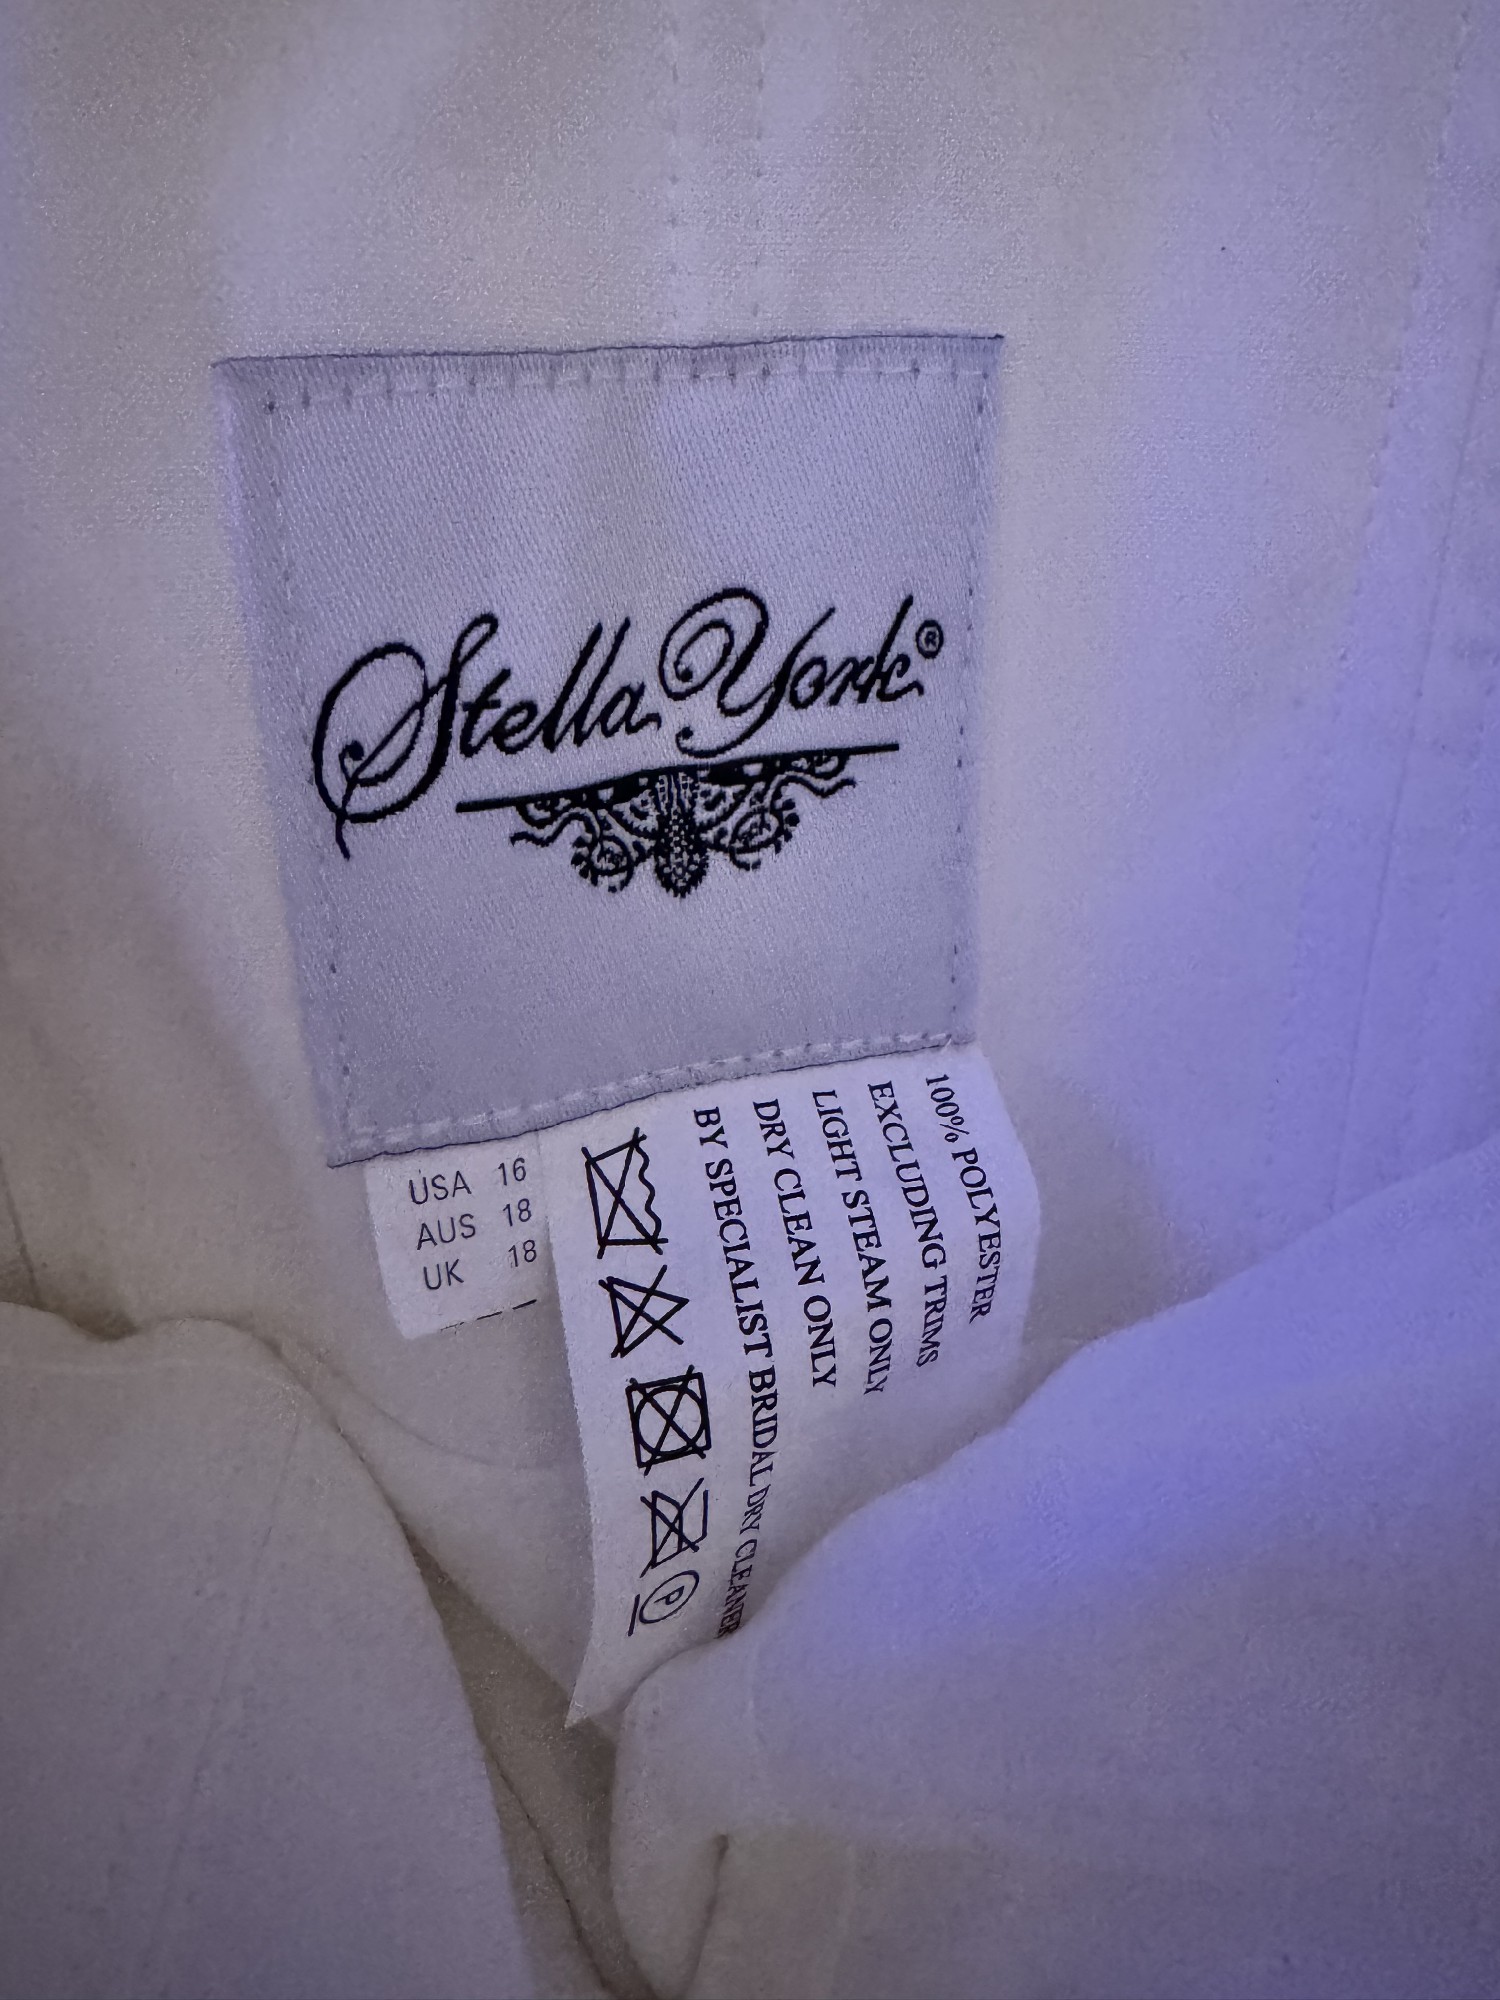 Stella York®
USA 16
AUS 18
UK 18
100% POLYESTER
EXCLUDING TRIMS
LIGHT STEAM ONLY
DRY CLEAN ONLY
BY SPECIALIST BRIDAL DRY CLEANER
P